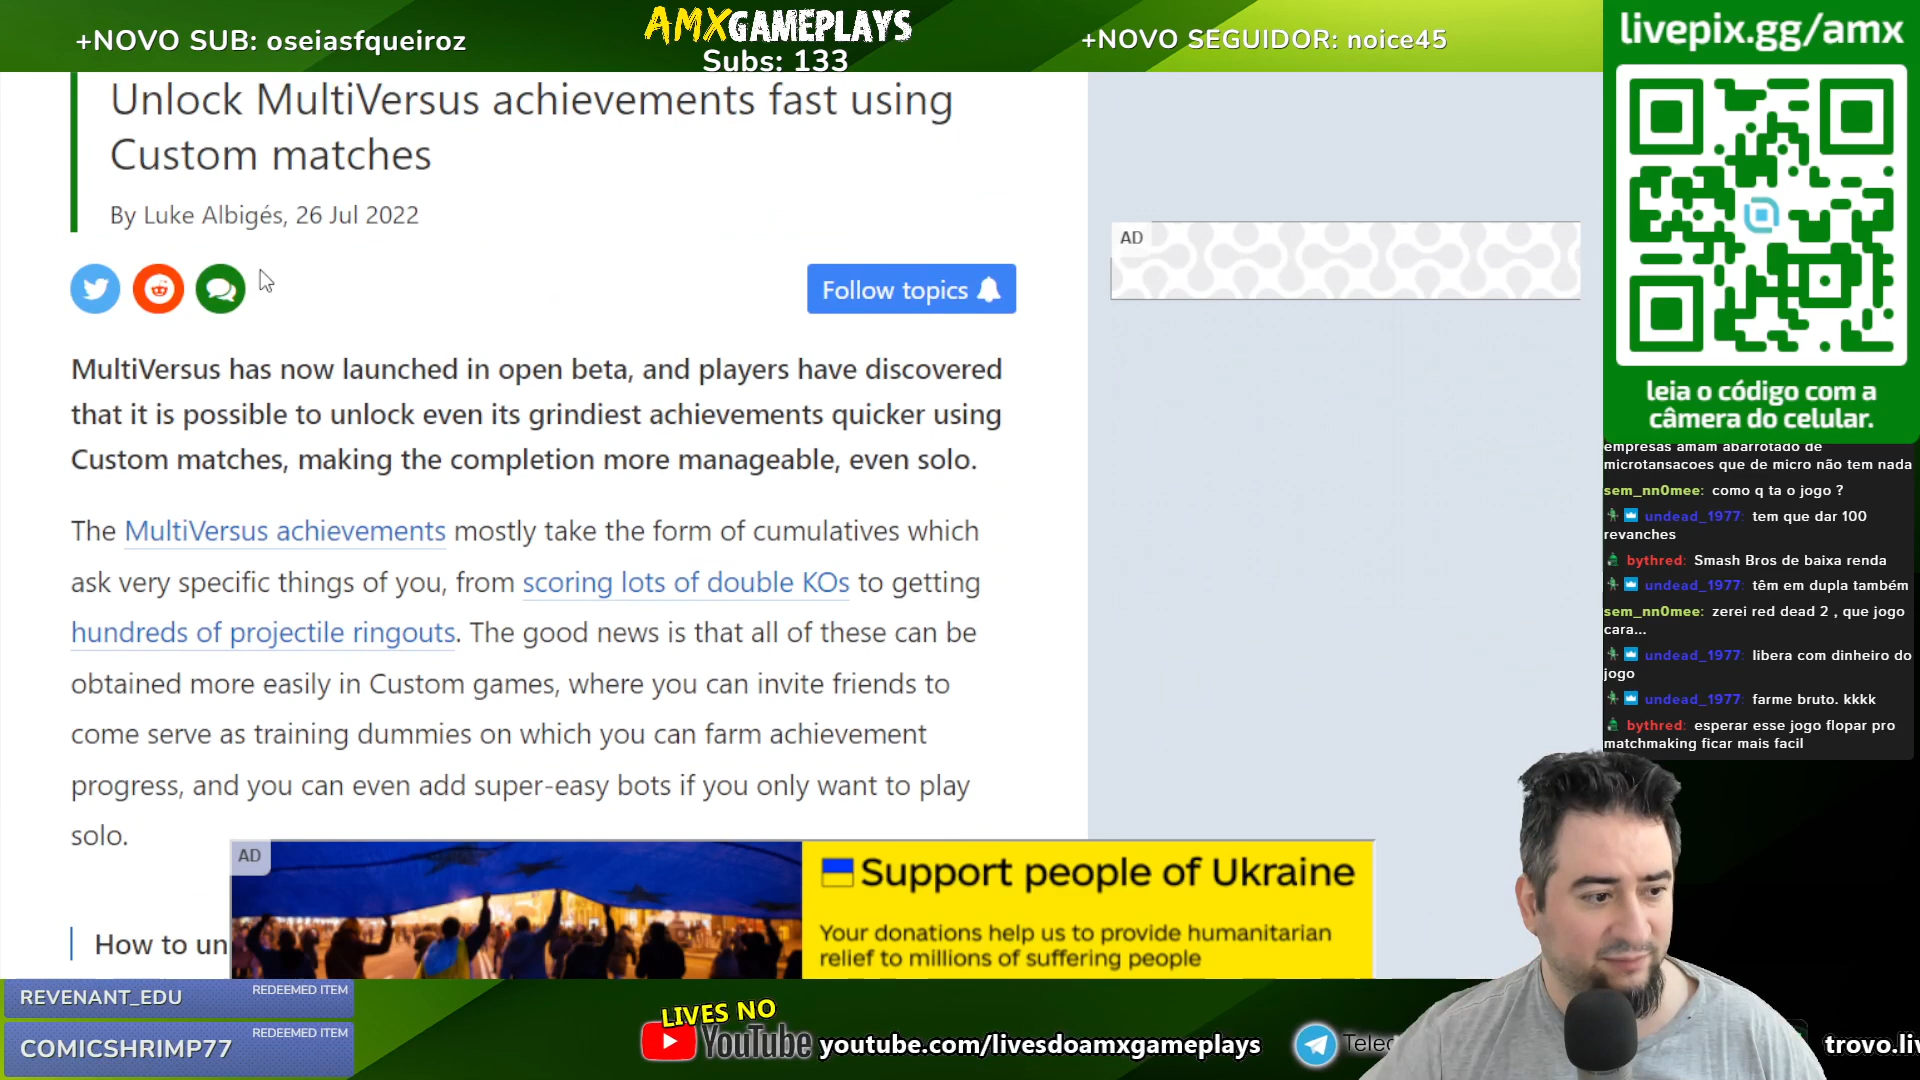 +NOVO SUB: oseiasfqueiroz
AMXGAMEPLAYS
Subs: 133
+NOVO SEGUIDOR: noice45
livepix.gg/amx
leia o código com a
câmera do celular.
Unlock MultiVersus achievements fast using
Custom matches
By Luke Albigés, 26 Jul 2022
Follow topics
AD
MultiVersus has now launched in open beta, and players have discovered
that it is possible to unlock even its grindiest achievements quicker using
Custom matches, making the completion more manageable, even solo.
The MultiVersus achievements mostly take the form of cumulatives which
ask very specific things of you, from scoring lots of double KOs to getting
hundreds of projectile ringouts. The good news is that all of these can be
obtained more easily in Custom games, where you can invite friends to
come serve as training dummies on which you can farm achievement
progress, and you can even add super-easy bots if you only want to play
solo.
AD
Support people of Ukraine
Your donations help us to provide humanitarian
relief to millions of suffering people
How to un
empresas amam abarrotado de
microtansacoes que de micro não tem nada
sem_nn0mee: como q ta o jogo ?
undead_1977: tem que dar 100
revanches
bythred: Smash Bros de baixa renda
undead_1977: têm em dupla também
sem_nn0mee: zerei red dead 2 , que jogo
cara...
undead_1977: libera com dinheiro do
jogo
undead_1977: farme bruto. kkkk
bythred: esperar esse jogo flopar pro
matchmaking ficar mais facil
REVENANT_EDU
REDEEMED ITEM
COMICSHRIMP77
REDEEMED ITEM
LIVES NO
YouTube
youtube.com/livesdoamxgameplays
Teleg
trovo.liv